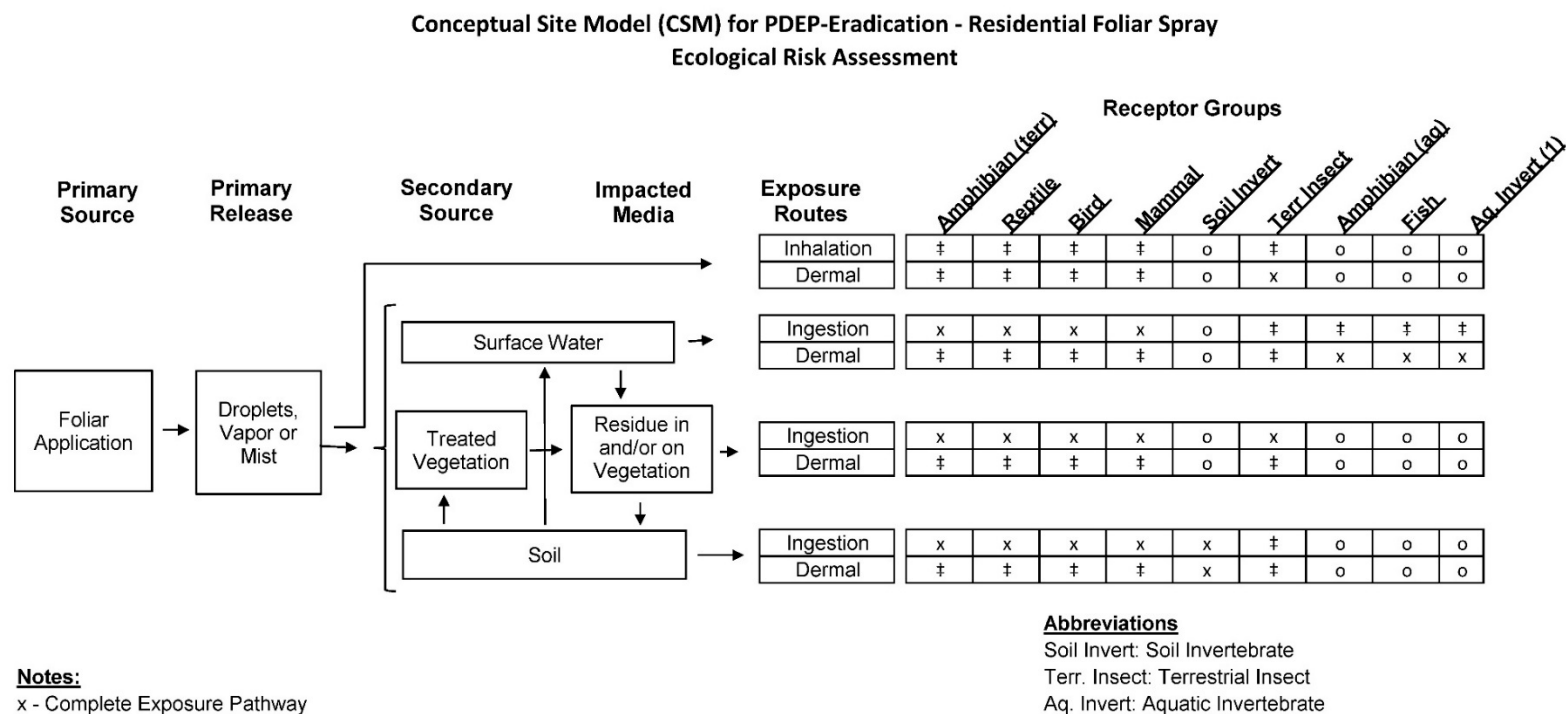 Conceptual Site Model (CSM) for PDEP-Eradication - Residential Foliar Spray
Ecological Risk Assessment
Receptor Groups
Primary
Source
Primary
Release
Secondary
Source
Impacted
Media
Exposure
Routes
Amphibian (terr)
Reptile
Bird
Mammal
Soil Invert
Terr Insect
Amphibian (aq)
Fish
Aq. Invert (1)
Inhalation ‡ ‡ ‡ ‡ o ‡ o o o
Dermal ‡ ‡ ‡ ‡ o x o o o
Surface Water
Ingestion x x x x o ‡ ‡ ‡ ‡
Dermal ‡ ‡ ‡ ‡ o ‡ x x x
Foliar
Application
Droplets,
Vapor or
Mist
Treated
Vegetation
Residue in
and/or on
Vegetation
Ingestion x x x x o x o o o
Dermal ‡ ‡ ‡ ‡ o ‡ o o o
Soil
Ingestion x x x x x ‡ o o o
Dermal ‡ ‡ ‡ ‡ x ‡ o o o
Notes:
x - Complete Exposure Pathway
Abbreviations
Soil Invert: Soil Invertebrate
Terr. Insect: Terrestrial Insect
Aq. Invert: Aquatic Invertebrate